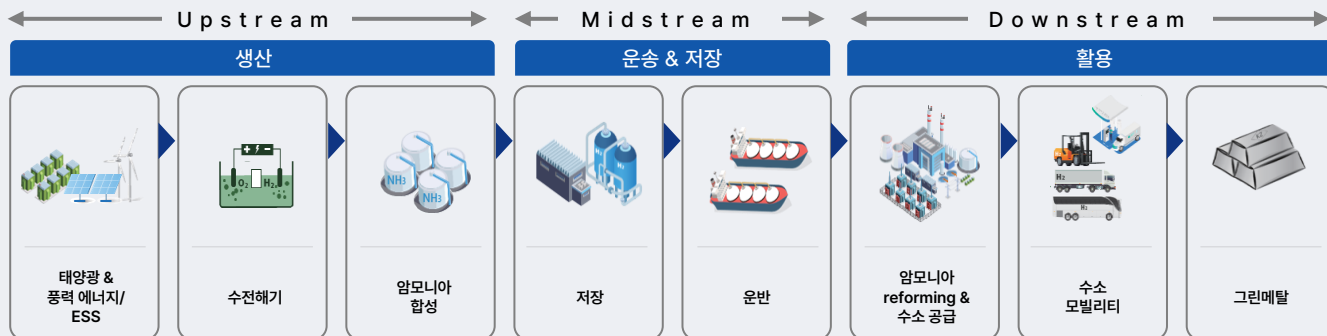 Upstream
Midstream
Downstream
생산
운송 & 저장
활용
O₂ H₂
NH₃
NH₃
H₂
H₂
태양광 &
풍력 에너지/
ESS
수전해기
암모니아
합성
저장
운반
암모니아
reforming &
수소 공급
수소
모빌리티
그린메탈